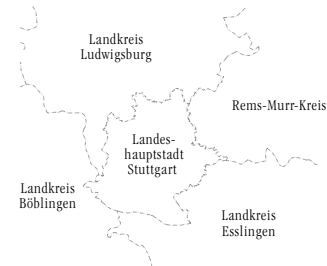 Landkreis
Ludwigsburg
Rems-Murr-Kreis
Landes-
hauptstadt
Stuttgart
Landkreis
Böblingen
Landkreis
Esslingen